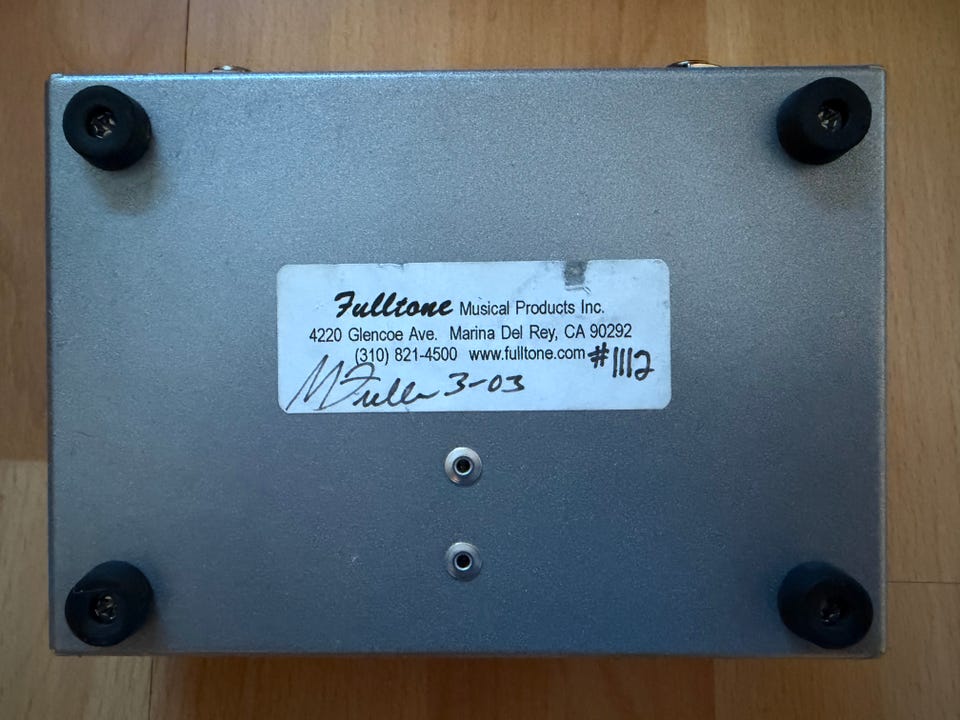 Fulltone Musical Products Inc.
4220 Glencoe Ave. Marina Del Rey, CA 90292
(310) 821-4500 www.fulltone.com #1112
MFuller 3-03